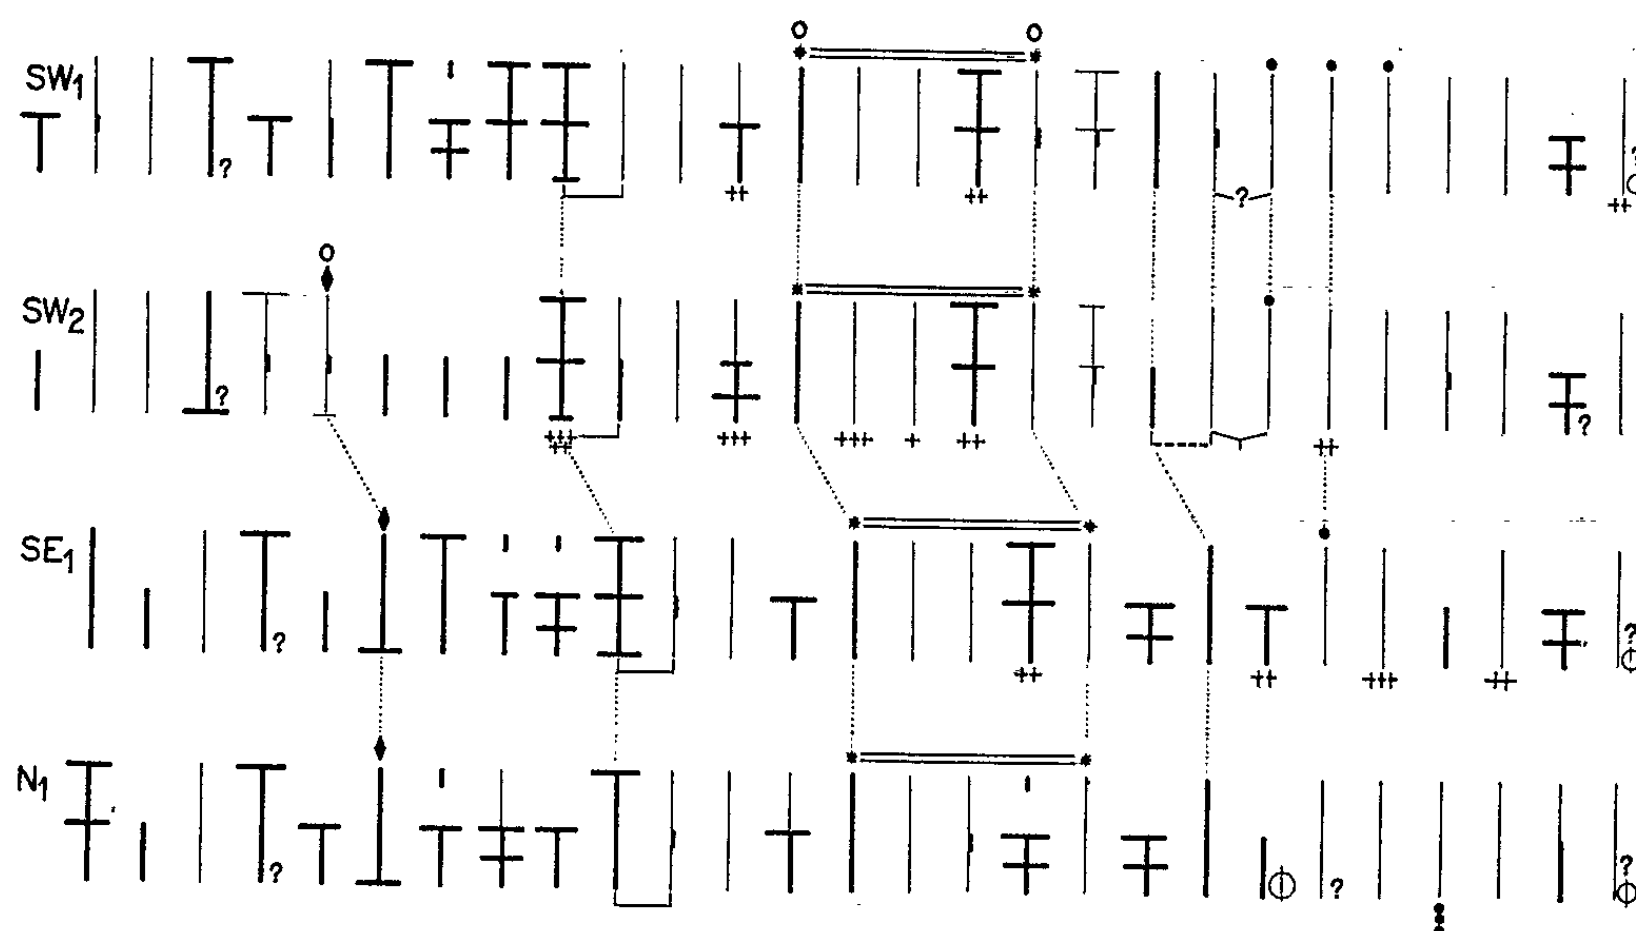 O O
SW1
?
++ ++ ? ++
O
SW2
? ?
+++ ++ +++ +++ + ++ ++
SE1
? ?
++ ++ +++ ++
N1
? ? ?